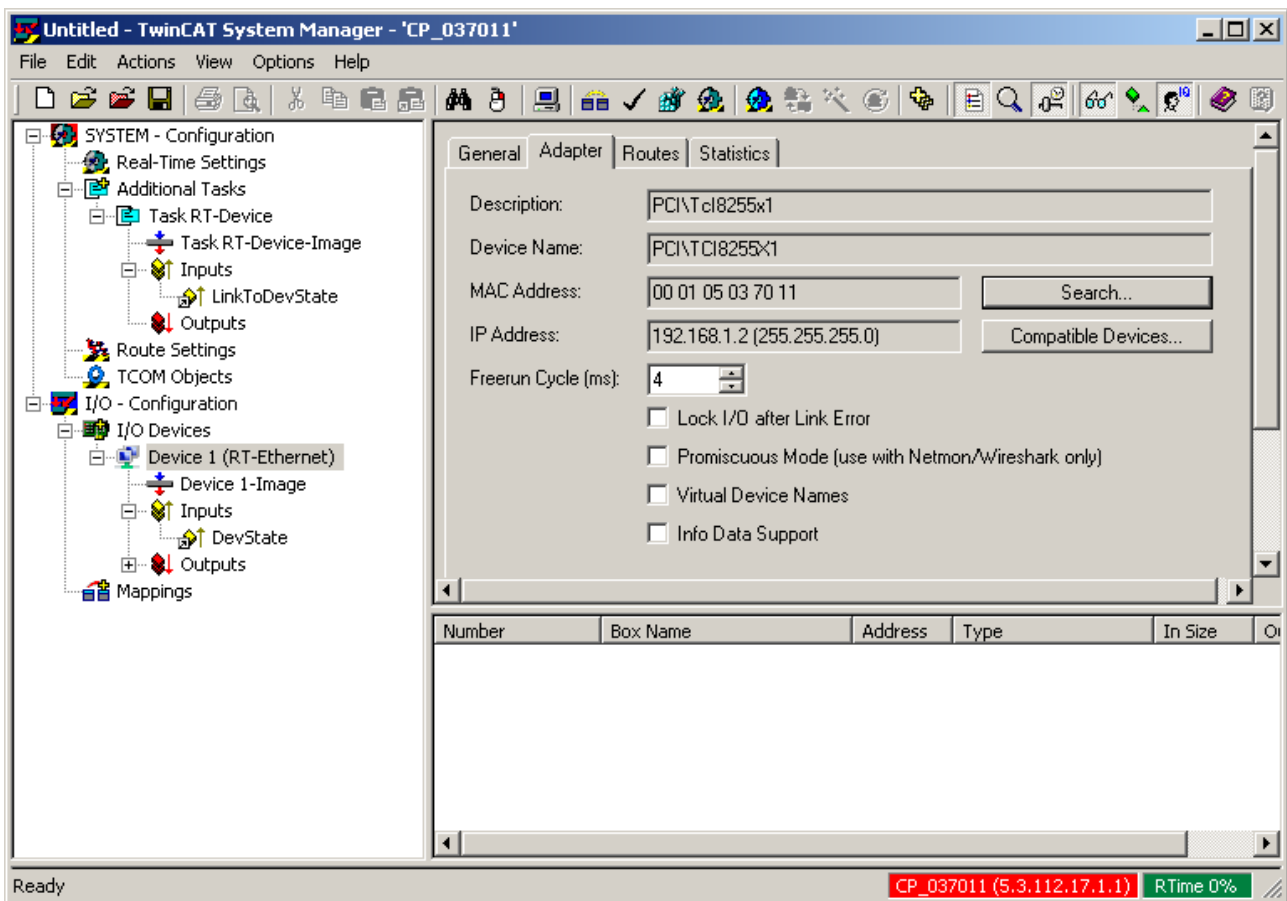 Untitled - TwinCAT System Manager - 'CP_037011'
File Edit Actions View Options Help
SYSTEM - Configuration
Real-Time Settings
Additional Tasks
Task RT-Device
Task RT-Device-Image
Inputs
LinkToDevState
Outputs
Route Settings
TCOM Objects
I/O - Configuration
I/O Devices
Device 1 (RT-Ethernet)
Device 1-Image
Inputs
DevState
Outputs
Mappings
General Adapter Routes Statistics
Description: PCI\TcI8255x1
Device Name: PCI\TCI8255X1
MAC Address: 00 01 05 03 70 11 Search...
IP Address: 192.168.1.2 (255.255.255.0) Compatible Devices...
Freerun Cycle (ms): 4
Lock I/O after Link Error
Promiscuous Mode (use with Netmon/Wireshark only)
Virtual Device Names
Info Data Support
Number Box Name Address Type In Size
Ready CP_037011 (5.3.112.17.1.1) RTime 0%